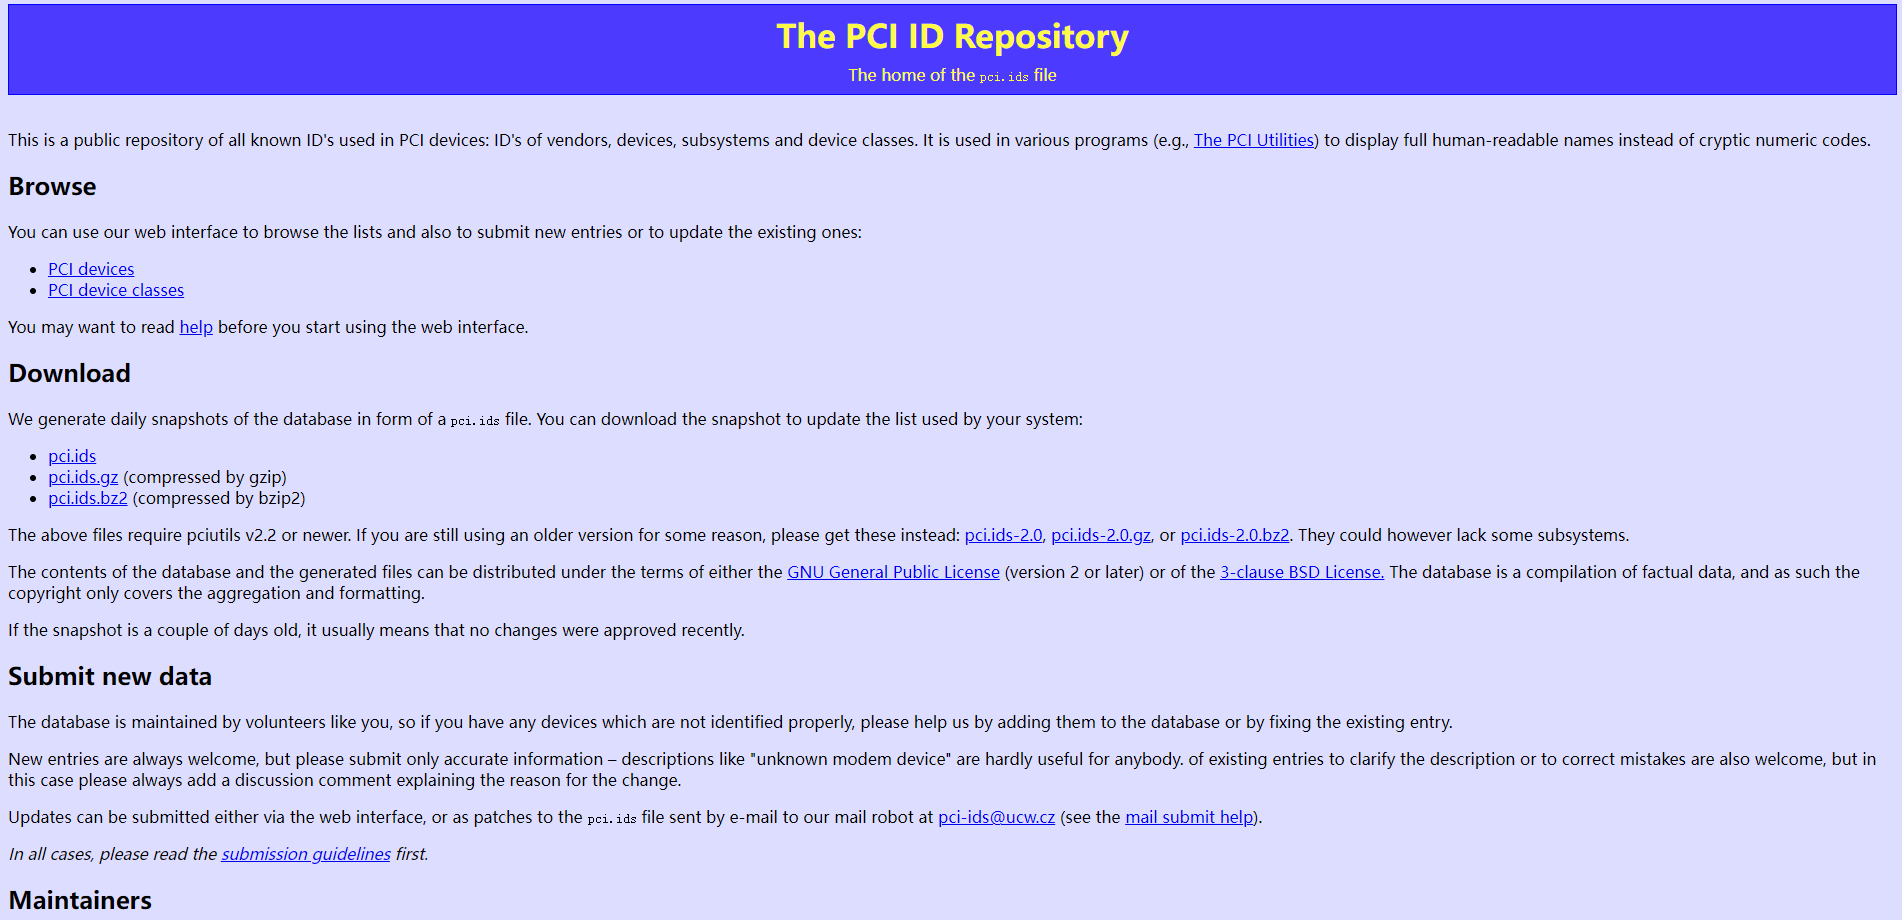 The PCI ID Repository
The home of the pci.ids file
This is a public repository of all known ID's used in PCI devices: ID's of vendors, devices, subsystems and device classes. It is used in various programs (e.g., The PCI Utilities) to display full human-readable names instead of cryptic numeric codes.
Browse
You can use our web interface to browse the lists and also to submit new entries or to update the existing ones:
• PCI devices
• PCI device classes
You may want to read help before you start using the web interface.
Download
We generate daily snapshots of the database in form of a pci.ids file. You can download the snapshot to update the list used by your system:
• pci.ids
• pci.ids.gz (compressed by gzip)
• pci.ids.bz2 (compressed by bzip2)
The above files require pciutils v2.2 or newer. If you are still using an older version for some reason, please get these instead: pci.ids-2.0, pci.ids-2.0.gz, or pci.ids-2.0.bz2. They could however lack some subsystems.
The contents of the database and the generated files can be distributed under the terms of either the GNU General Public License (version 2 or later) or of the 3-clause BSD License. The database is a compilation of factual data, and as such the
copyright only covers the aggregation and formatting.
If the snapshot is a couple of days old, it usually means that no changes were approved recently.
Submit new data
The database is maintained by volunteers like you, so if you have any devices which are not identified properly, please help us by adding them to the database or by fixing the existing entry.
New entries are always welcome, but please submit only accurate information – descriptions like "unknown modem device" are hardly useful for anybody. of existing entries to clarify the description or to correct mistakes are also welcome, but in
this case please always add a discussion comment explaining the reason for the change.
Updates can be submitted either via the web interface, or as patches to the pci.ids file sent by e-mail to our mail robot at pci-ids@ucw.cz (see the mail submit help).
In all cases, please read the submission guidelines first.
Maintainers